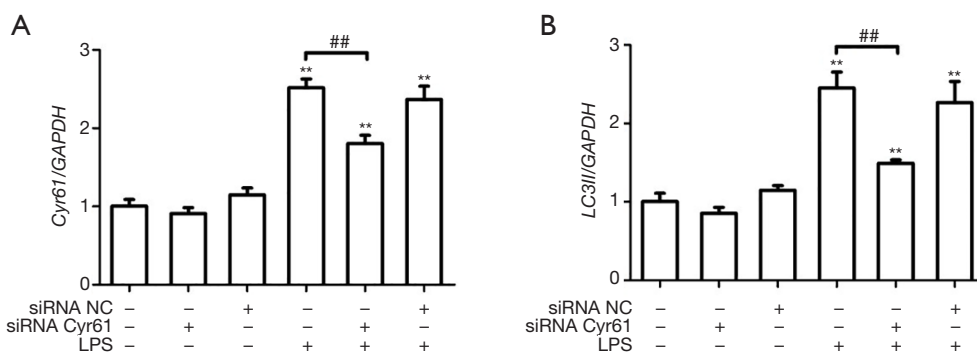 A
Cyr61/GAPDH
3
2
1
0
##
** ** **
siRNA NC – – + – – +
siRNA Cyr61 – + – – + –
LPS – – – + + +
B
LC3II/GAPDH
3
2
1
0
##
** ** **
siRNA NC – – + – – +
siRNA Cyr61 – + – – + –
LPS – – – + + +